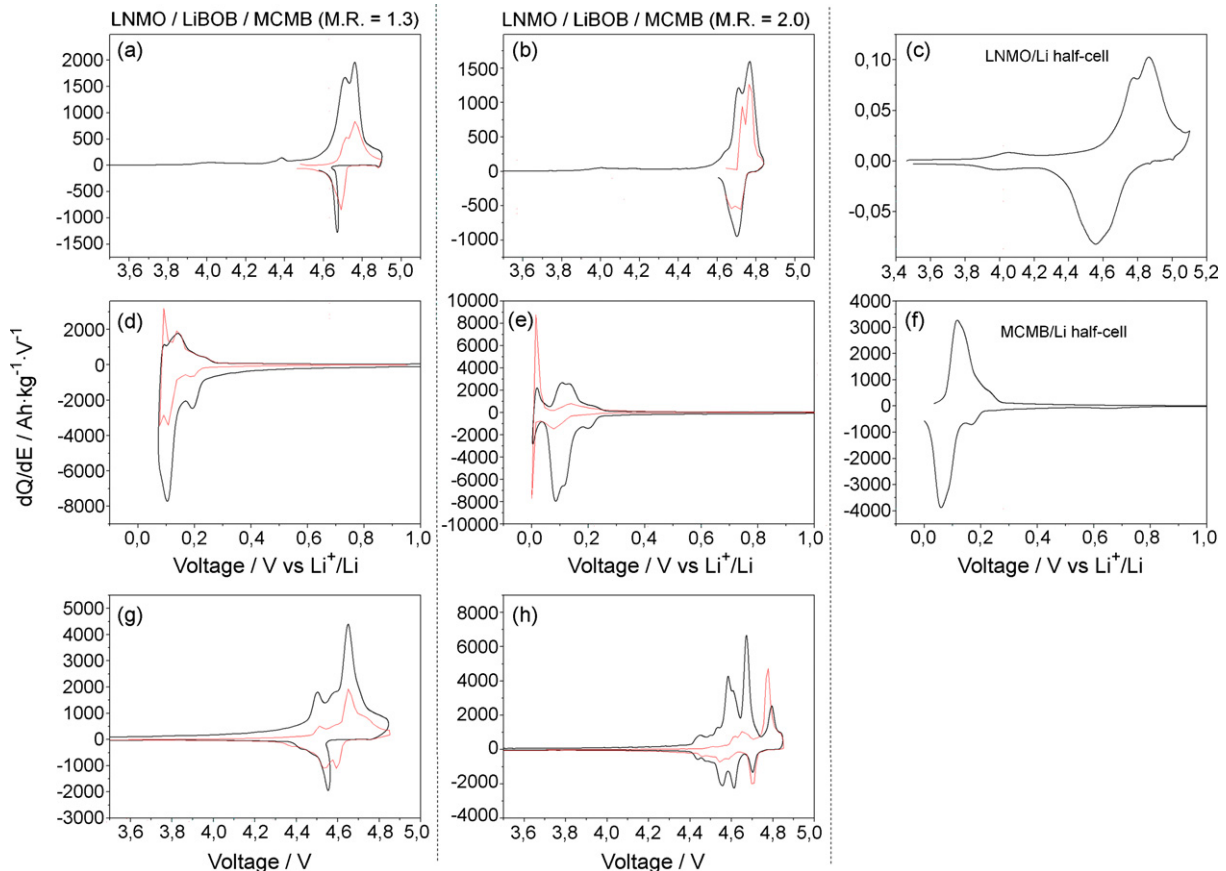 LNMO / LiBOB / MCMB (M.R. = 1.3)
LNMO / LiBOB / MCMB (M.R. = 2.0)
(a)
2000
1500
1000
500
0
-500
-1000
-1500
3,6 3,8 4,0 4,2 4,4 4,6 4,8 5,0
(b)
2000
1500
1000
500
0
-500
-1000
3,6 3,8 4,0 4,2 4,4 4,6 4,8 5,0
(c)
LNMO/Li half-cell
0,10
0,05
0,00
-0,05
3,4 3,6 3,8 4,0 4,2 4,4 4,6 4,8 5,0 5,2
dQ/dE / Ah·kg⁻¹·V⁻¹
(d)
2000
0
-2000
-4000
-6000
-8000
0,0 0,2 0,4 0,6 0,8 1,0
Voltage / V vs Li⁺/Li
(e)
10000
8000
6000
4000
2000
0
-2000
-4000
-6000
-8000
-10000
0,0 0,2 0,4 0,6 0,8 1,0
Voltage / V vs Li⁺/Li
(f)
MCMB/Li half-cell
4000
3000
2000
1000
0
-1000
-2000
-3000
-4000
0,0 0,2 0,4 0,6 0,8 1,0
Voltage / V vs Li⁺/Li
(g)
5000
4000
3000
2000
1000
0
-1000
-2000
-3000
3,6 3,8 4,0 4,2 4,4 4,6 4,8 5,0
Voltage / V
(h)
8000
6000
4000
2000
0
-2000
-4000
3,6 3,8 4,0 4,2 4,4 4,6 4,8 5,0
Voltage / V